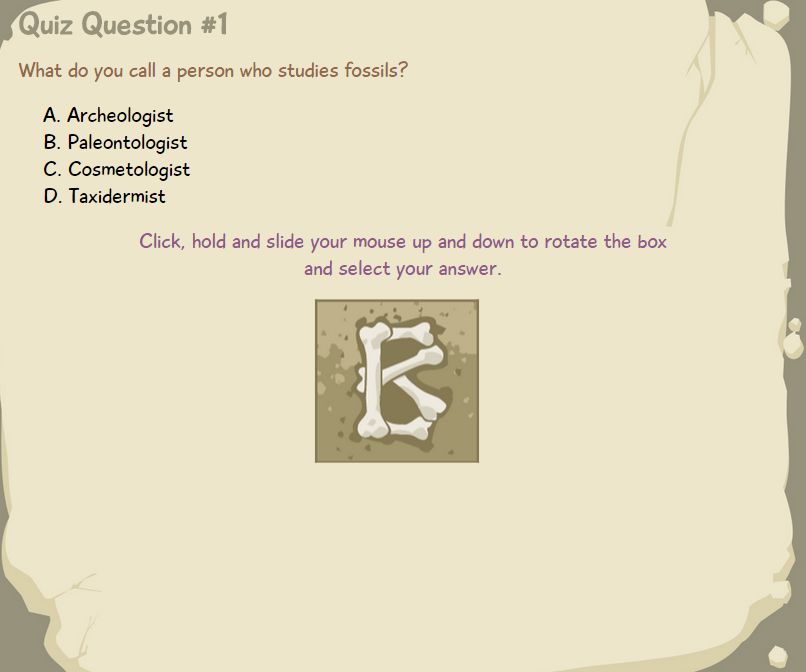 Quiz Question #1
What do you call a person who studies fossils?
A. Archeologist
B. Paleontologist
C. Cosmetologist
D. Taxidermist
Click, hold and slide your mouse up and down to rotate the box
and select your answer.
B